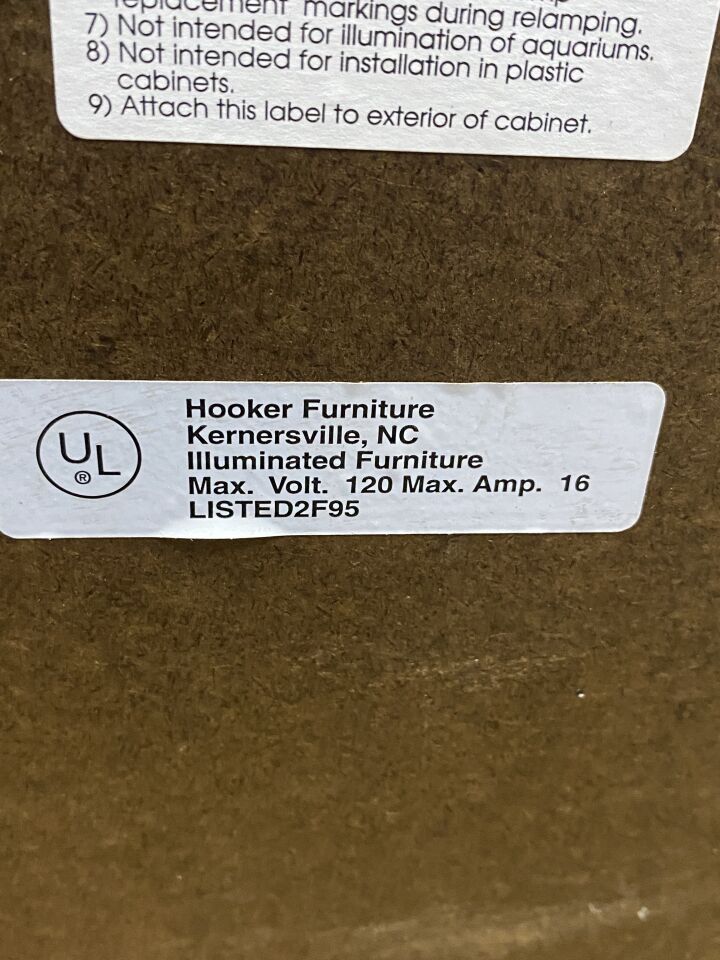 replacement markings during relamping.
7) Not intended for illumination of aquariums.
8) Not intended for installation in plastic
cabinets.
9) Attach this label to exterior of cabinet.
UL
®
Hooker Furniture
Kernersville, NC
Illuminated Furniture
Max. Volt. 120 Max. Amp. 16
LISTED2F95